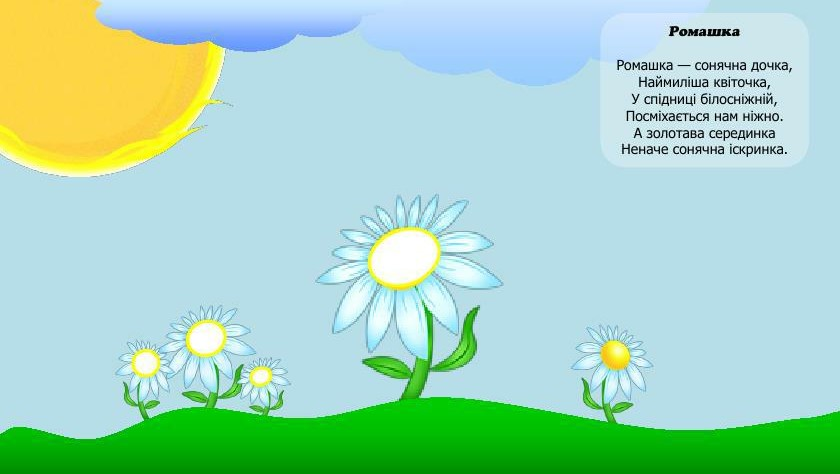 Ромашка
Ромашка — сонячна дочка,
Наймиліша квіточка,
У спідниці білосніжній,
Посміхається нам ніжно.
А золотава серединка
Неначе сонячна іскринка.